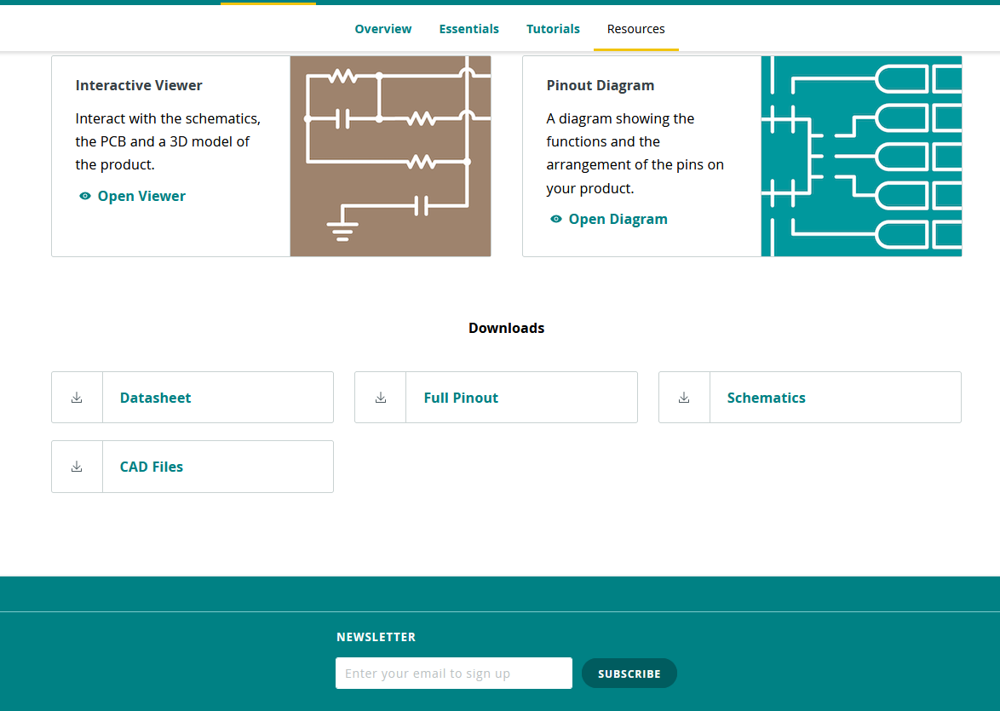 Overview Essentials Tutorials Resources
Interactive Viewer
Interact with the schematics,
the PCB and a 3D model of
the product.
Open Viewer
Pinout Diagram
A diagram showing the
functions and the
arrangement of the pins on
your product.
Open Diagram
Downloads
Datasheet
Full Pinout
Schematics
CAD Files
NEWSLETTER
Enter your email to sign up
SUBSCRIBE